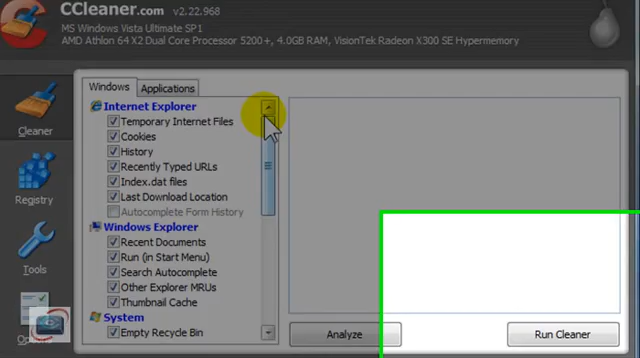 CCleaner.com v2.22.968
MS Windows Vista Ultimate SP1
AMD Athlon 64 X2 Dual Core Processor 5200+, 4.0GB RAM, VisionTek Radeon X300 SE Hypermemory
Windows
Applications
Cleaner
Registry
Tools
Internet Explorer
Temporary Internet Files
Cookies
History
Recently Typed URLs
Index.dat files
Last Download Location
Autocomplete Form History
Windows Explorer
Recent Documents
Run (in Start Menu)
Search Autocomplete
Other Explorer MRUs
Thumbnail Cache
System
Empty Recycle Bin
Analyze
Run Cleaner